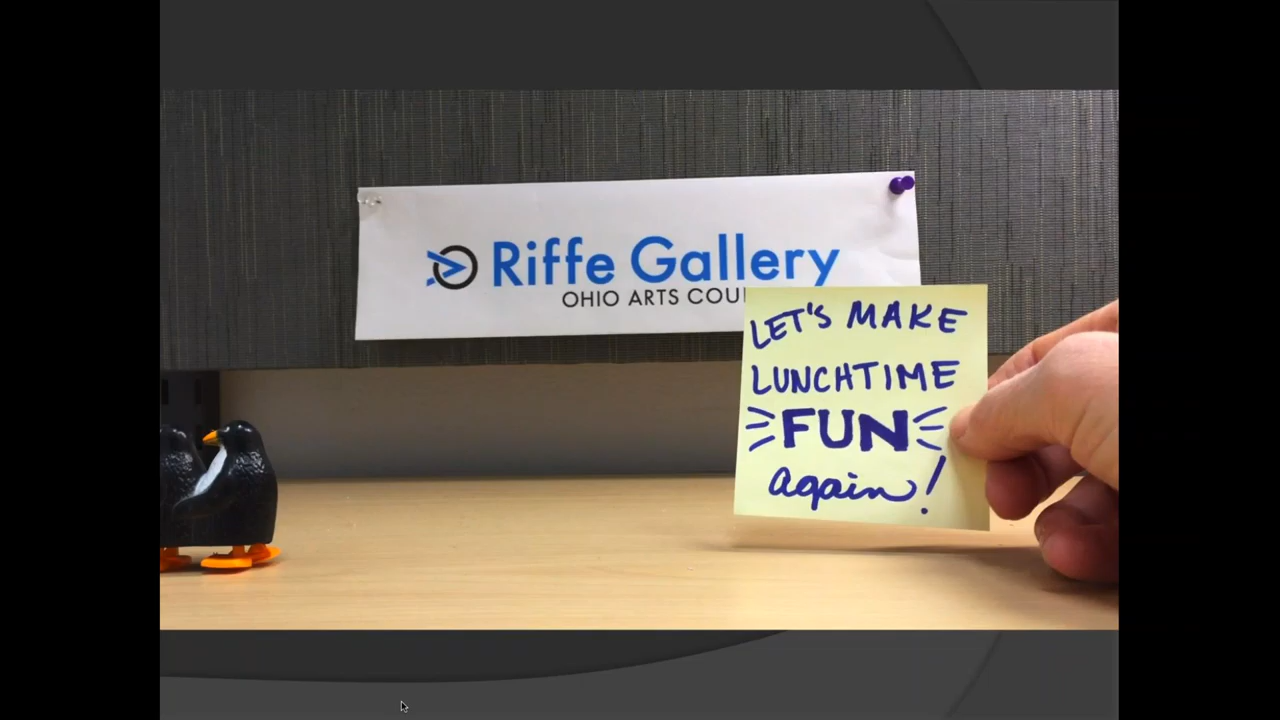 Riffe Gallery
OHIO ARTS COU
LET'S MAKE
LUNCHTIME
FUN
Again!